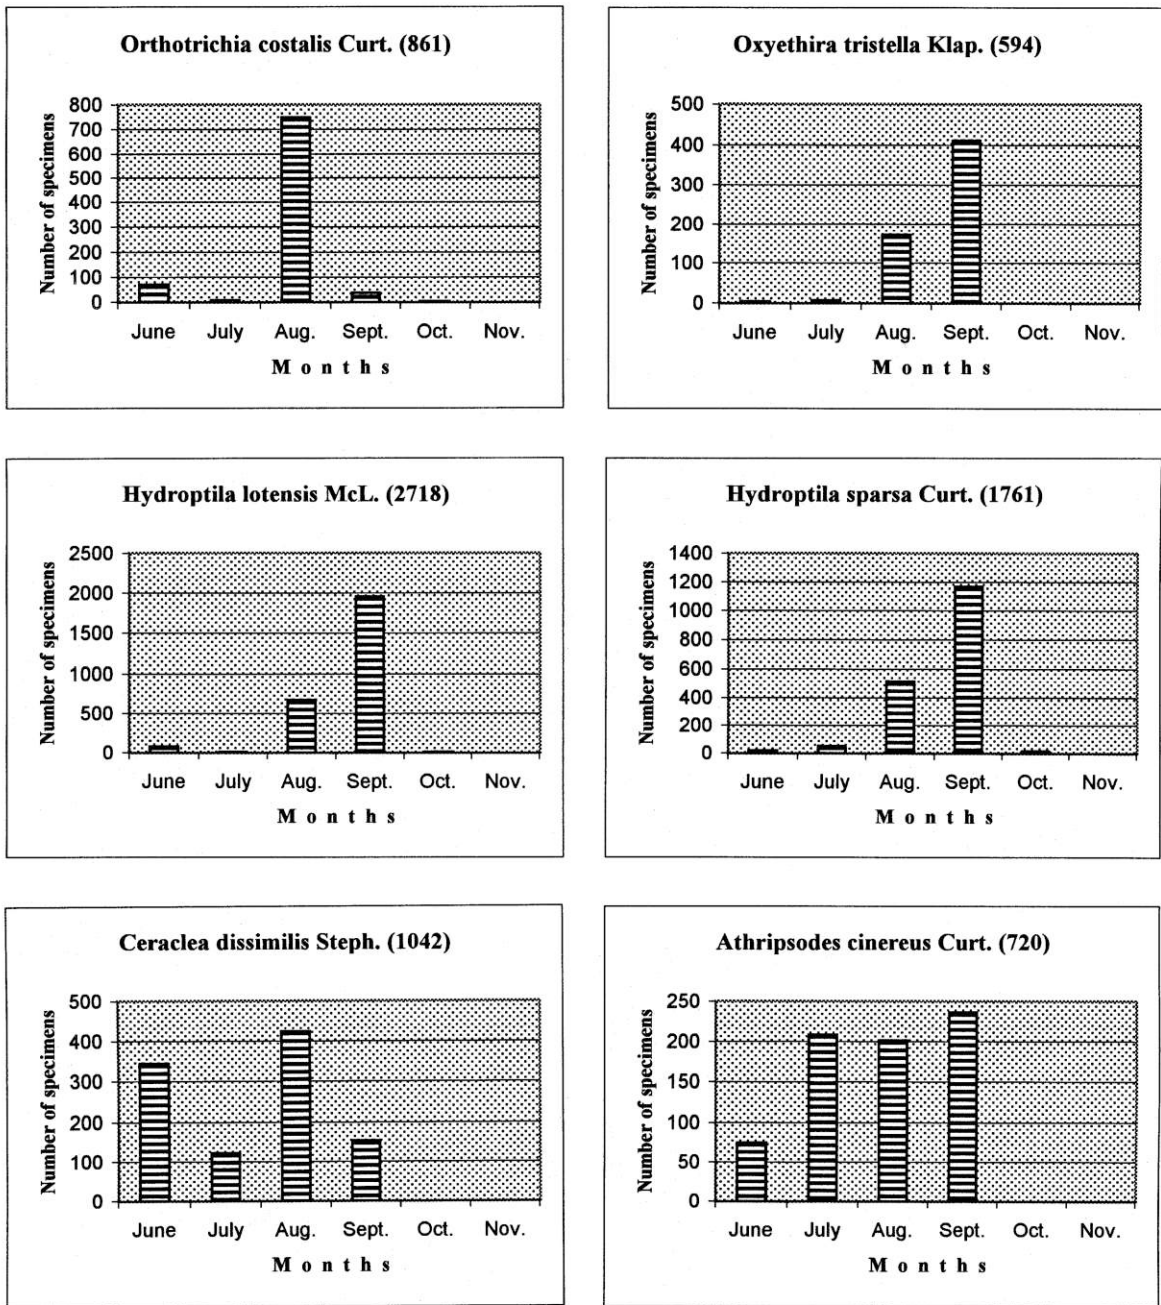 Orthotrichia costalis Curt. (861)
Number of specimens
800
700
600
500
400
300
200
100
0
June July Aug. Sept. Oct. Nov.
Months
Oxyethira tristella Klap. (594)
Number of specimens
500
400
300
200
100
0
June July Aug. Sept. Oct. Nov.
Months
Hydroptila lotensis McL. (2718)
Number of specimens
2500
2000
1500
1000
500
0
June July Aug. Sept. Oct. Nov.
Months
Hydroptila sparsa Curt. (1761)
Number of specimens
1400
1200
1000
800
600
400
200
0
June July Aug. Sept. Oct. Nov.
Months
Ceraclea dissimilis Steph. (1042)
Number of specimens
500
400
300
200
100
0
June July Aug. Sept. Oct. Nov.
Months
Athripsodes cinereus Curt. (720)
Number of specimens
250
200
150
100
50
0
June July Aug. Sept. Oct. Nov.
Months